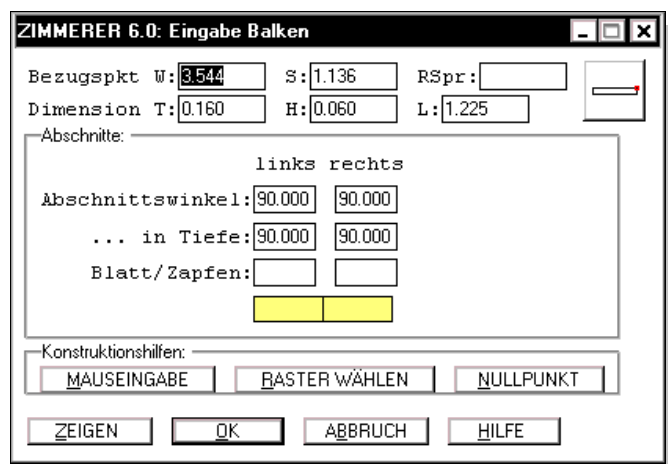 ZIMMERER 6.0: Eingabe Balken
Bezugspkt W: 3.544 S: 1.136 RSpr:
Dimension T: 0.160 H: 0.060 L: 1.225
Abschnitte:
links rechts
Abschnittswinkel: 90.000 90.000
... in Tiefe: 90.000 90.000
Blatt/Zapfen:
Konstruktionshilfen:
MAUSEINGABE RASTER WÄHLEN NULLPUNKT
ZEIGEN OK ABBRUCH HILFE